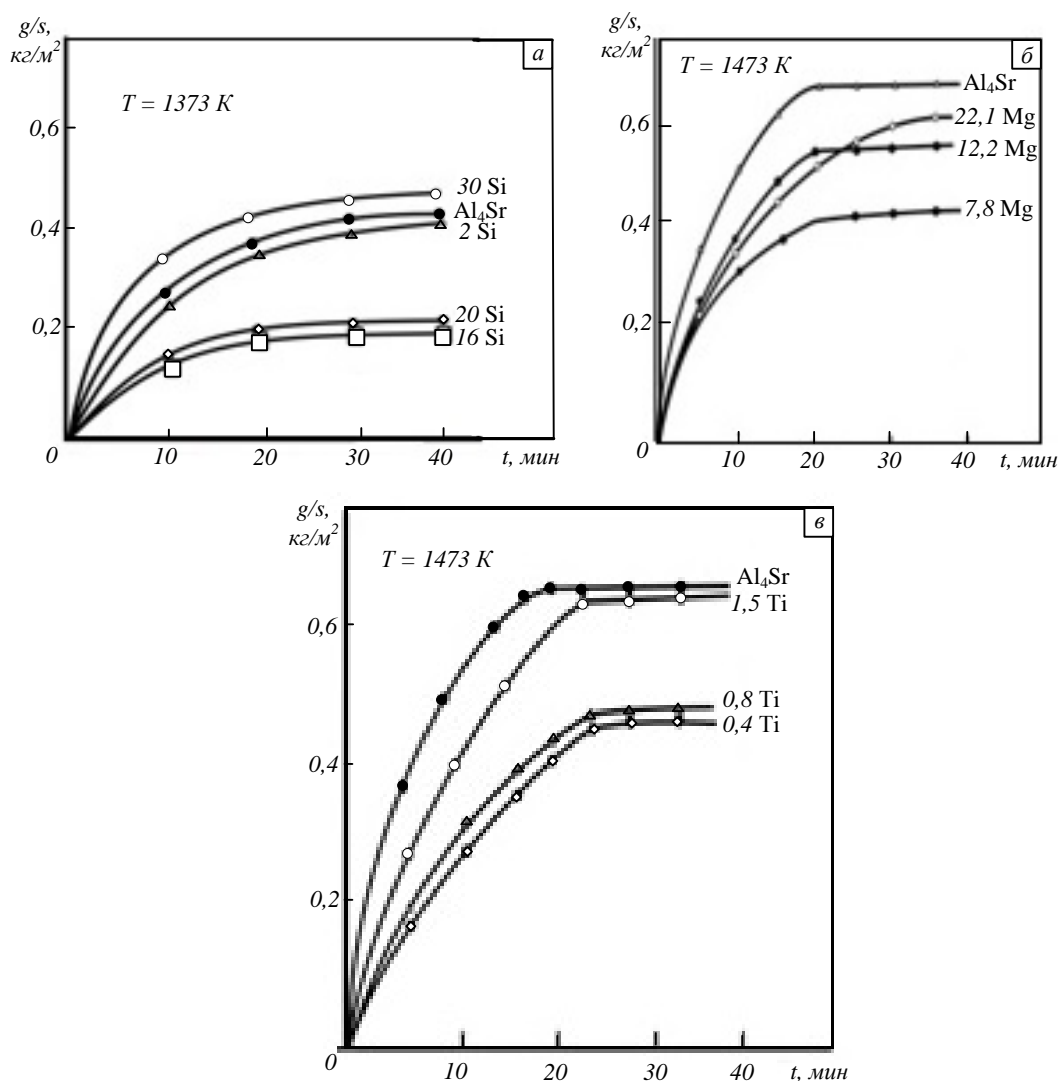 g/s,
кг/м²
а
T = 1373 К
0,6
0,4
0,2
0
30 Si
Al₄Sr
2 Si
20 Si
16 Si
10 20 30 40 t, мин
g/s,
кг/м²
б
T = 1473 К
0,6
0,4
0,2
0
Al₄Sr
22,1 Mg
12,2 Mg
7,8 Mg
10 20 30 40 t, мин
g/s,
кг/м²
в
T = 1473 К
0,6
0,4
0,2
0
Al₄Sr
1,5 Ti
0,8 Ti
0,4 Ti
10 20 30 40 t, мин